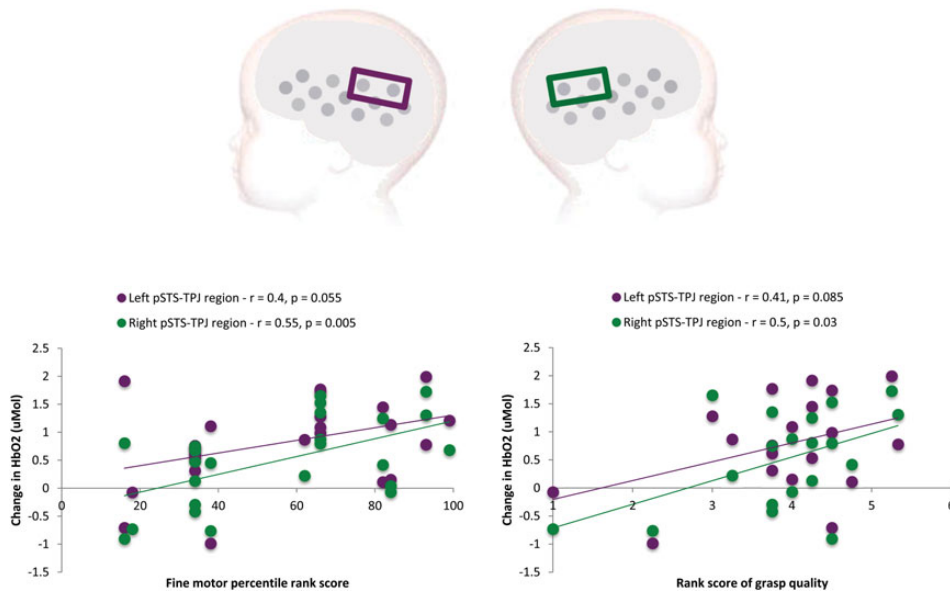 Left pSTS-TPJ region - r = 0.4, p = 0.055
Right pSTS-TPJ region - r = 0.55, p = 0.005
2.5
2
1.5
1
0.5
0
-0.5
-1
-1.5
0 20 40 60 80 100
Change in HbO2 (uMol)
Fine motor percentile rank score
Left pSTS-TPJ region - r = 0.41, p = 0.085
Right pSTS-TPJ region - r = 0.5, p = 0.03
2.5
2
1.5
1
0.5
0
-0.5
-1
-1.5
1 2 3 4 5 6
Change in HbO2 (uMol)
Rank score of grasp quality